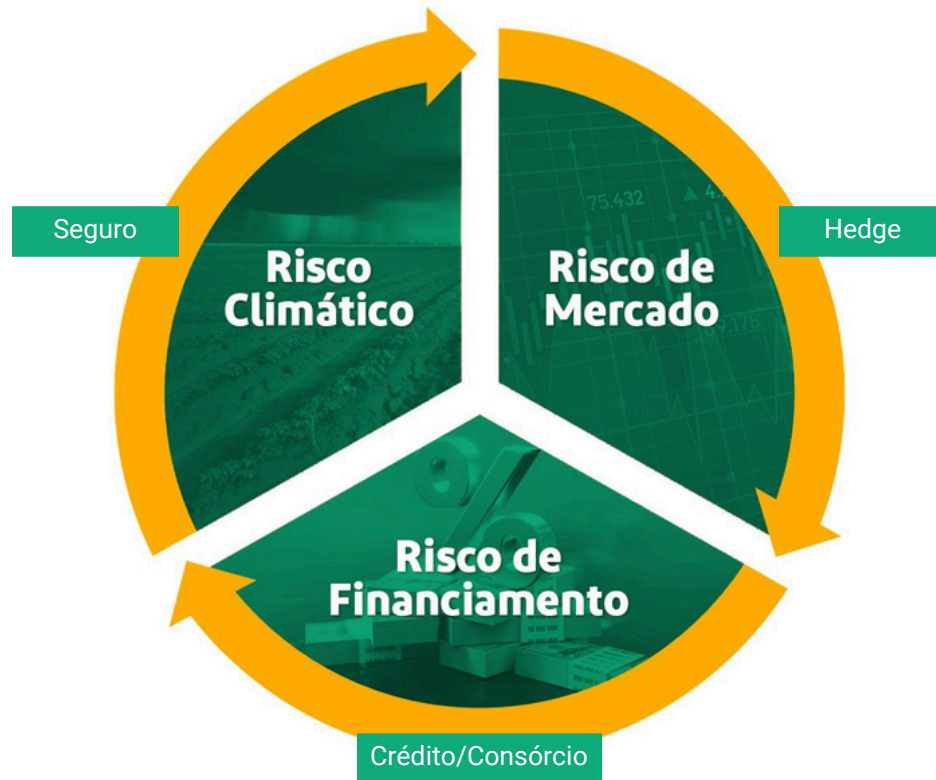 Seguro
Hedge
Risco
Climático
75.432
Risco de
Mercado
Risco de
Financiamento
Crédito/Consórcio